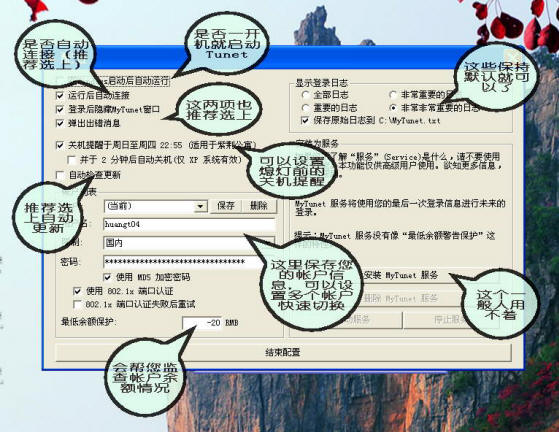 是否自动
连接（推
荐选上）
是否一开
机就启动
Tunet
启动后自动运行
运行后自动连接
登录后隐藏MyTunet窗口
弹出出错消息
这两项也
推荐选上
关机提醒于周日至周四 22:55 (适用于紫荆公寓)
并于 2 分钟后自动关机(仅 XP 系统有效)
自动检查更新
可以设置
熄灯前的
关机提醒
推荐选
上自动
更新
(当前)
保存
删除
huangt04
国内
密码:
********************************
使用 MD5 加密密码
使用 802.1x 端口认证
802.1x 端口认证失败后重试
最低余额保护:
-20 RMB
这里保存您
的帐户信
息，可以设
置多个帐户
快速切换
会帮您监
查帐户余
额情况
显示登录日志
全部日志
非常重要的日
重要的日志
非常非常重要的日志
保存原始日志到 C:\MyTunet.txt
这些保持
默认就可
以了
安装为服务
了解“服务”(Service)是什么，请不要使用
本功能仅供高级用户使用。欲知更多信息，
MyTunet 服务将使用您的最后一次登录信息进行未来的
登录。
提示：MyTunet 服务没有像“最低余额警告保护”这
安装 MyTunet 服务
删除 MyTunet 服务
服务
停止服
这个一
般人用
不着
结束配置